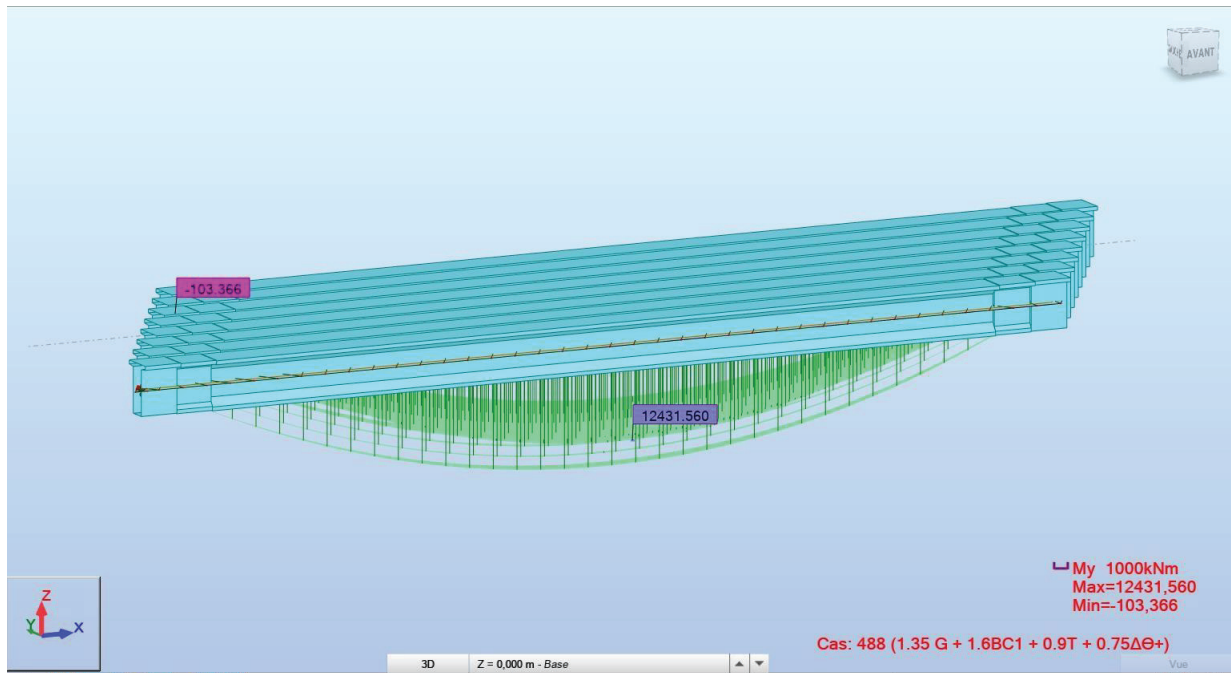 AVANT
-103.366
12431.560
My 1000kNm
Max=12431,560
Min=-103,366
Cas: 488 (1.35 G + 1.6BC1 + 0.9T + 0.75ΔΘ+)
Z
Y
X
3D Z = 0,000 m - Base
Vue